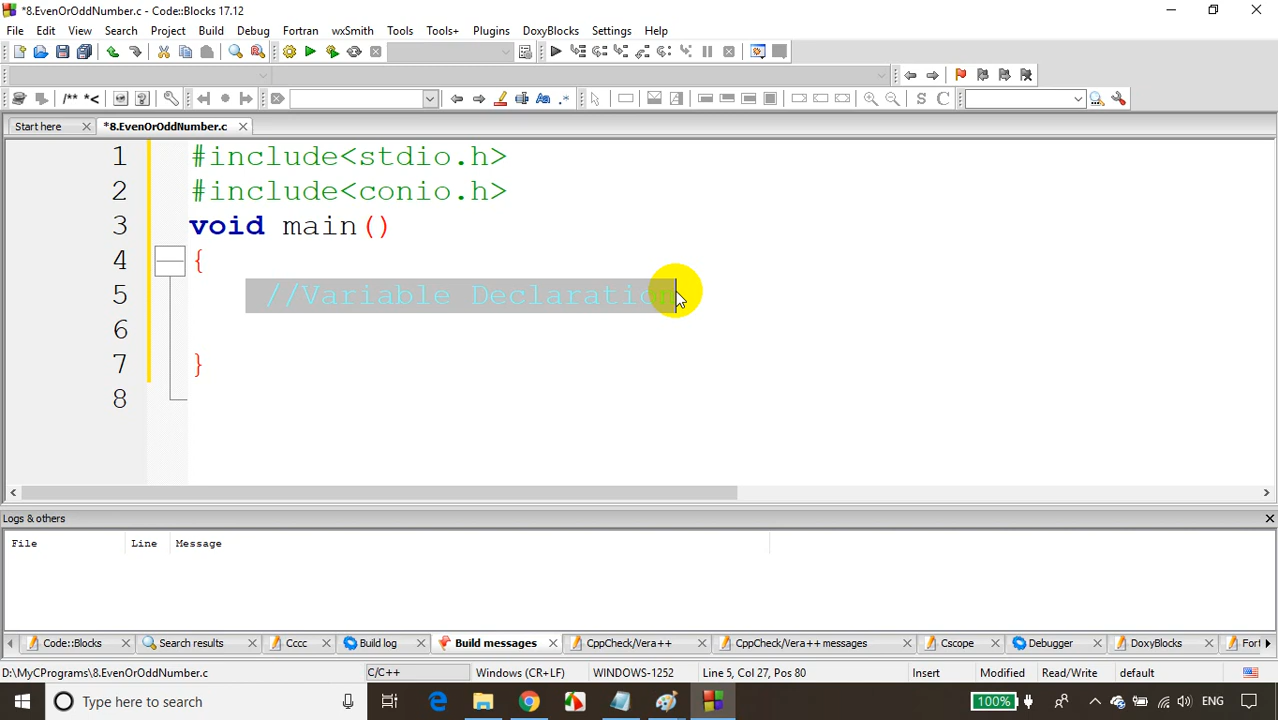 *8.EvenOrOddNumber.c - Code::Blocks 17.12
File Edit View Search Project Build Debug Fortran wxSmith Tools Tools+ Plugins DoxyBlocks Settings Help
/** *<
S C
Start here
*8.EvenOrOddNumber.c
1 #include<stdio.h>
2 #include<conio.h>
3 void main()
4 {
5 //Variable Declaration
6
7 }
8
Logs & others
File Line Message
Code::Blocks Search results Cccc Build log Build messages CppCheck/Vera++ CppCheck/Vera++ messages Cscope Debugger DoxyBlocks Fort
D:\MyCPrograms\8.EvenOrOddNumber.c C/C++ Windows (CR+LF) WINDOWS-1252 Line 5, Col 27, Pos 80 Insert Modified Read/Write default
Type here to search 100% ENG